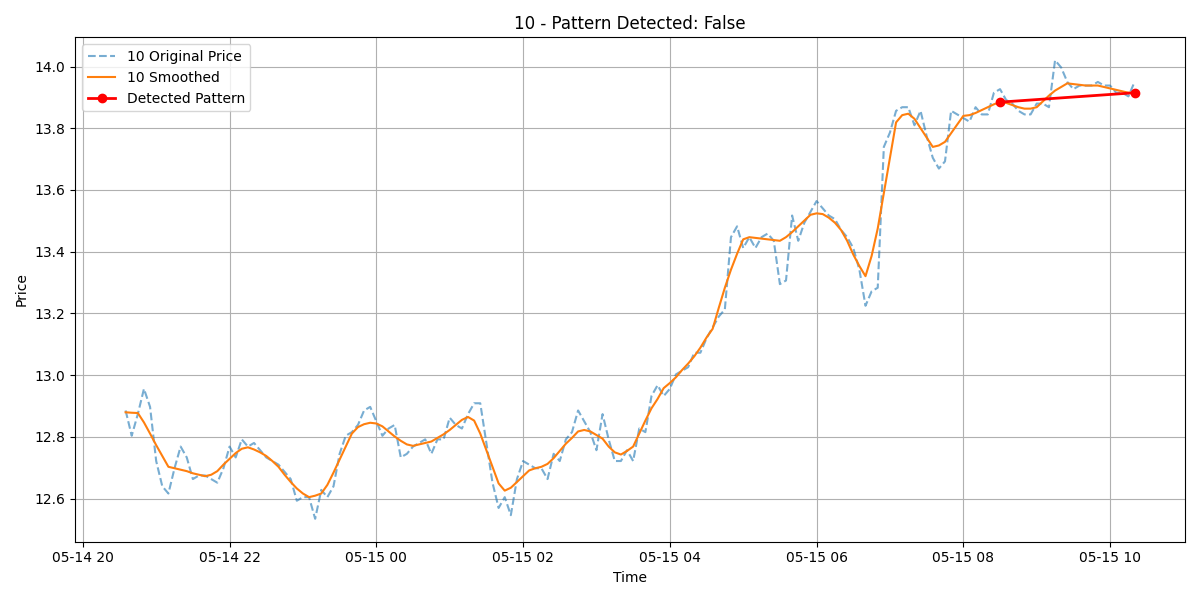 10 - Pattern Detected: False
10 Original Price
10 Smoothed
Detected Pattern
14.0
13.8
13.6
13.4
13.2
13.0
12.8
12.6
Price
05-14 20
05-14 22
05-15 00
05-15 02
05-15 04
05-15 06
05-15 08
05-15 10
Time